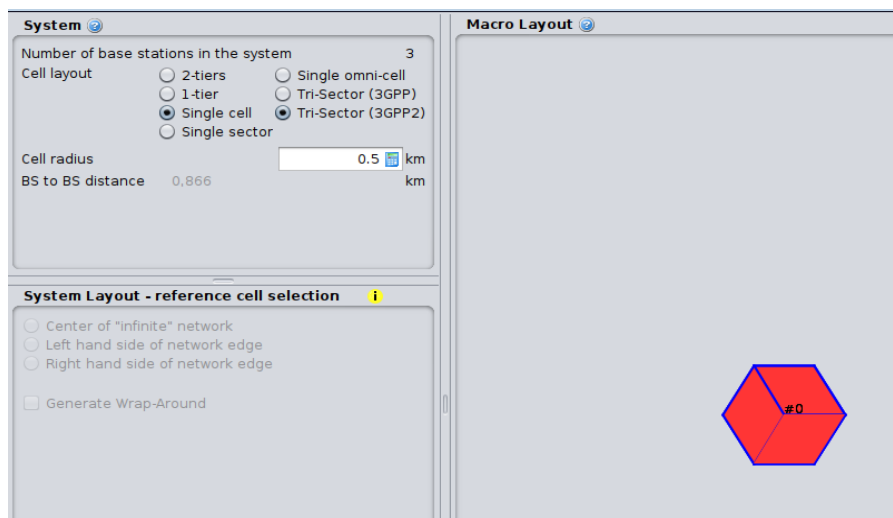 System
Number of base stations in the system 3
Cell layout
2-tiers Single omni-cell
1-tier Tri-Sector (3GPP)
Single cell Tri-Sector (3GPP2)
Single sector
Cell radius 0.5 km
BS to BS distance 0,866 km
System Layout - reference cell selection i
Center of "infinite" network
Left hand side of network edge
Right hand side of network edge
Generate Wrap-Around
Macro Layout
#0